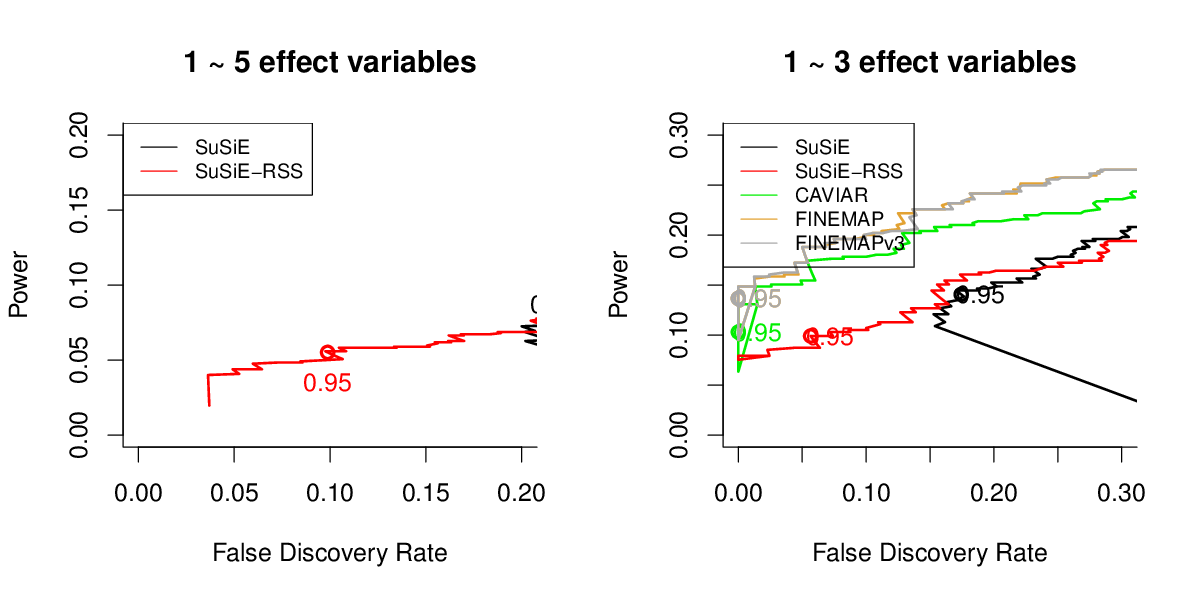 1 ~ 5 effect variables
Power
0.00 0.05 0.10 0.15 0.20
SuSiE
SuSiE−RSS
0.95
0.00 0.05 0.10 0.15 0.20
False Discovery Rate
1 ~ 3 effect variables
Power
0.00 0.10 0.20 0.30
SuSiE
SuSiE−RSS
CAVIAR
FINEMAP
FINEMAPv3
0.95
0.95
0.95
0.95
0.00 0.10 0.20 0.30
False Discovery Rate